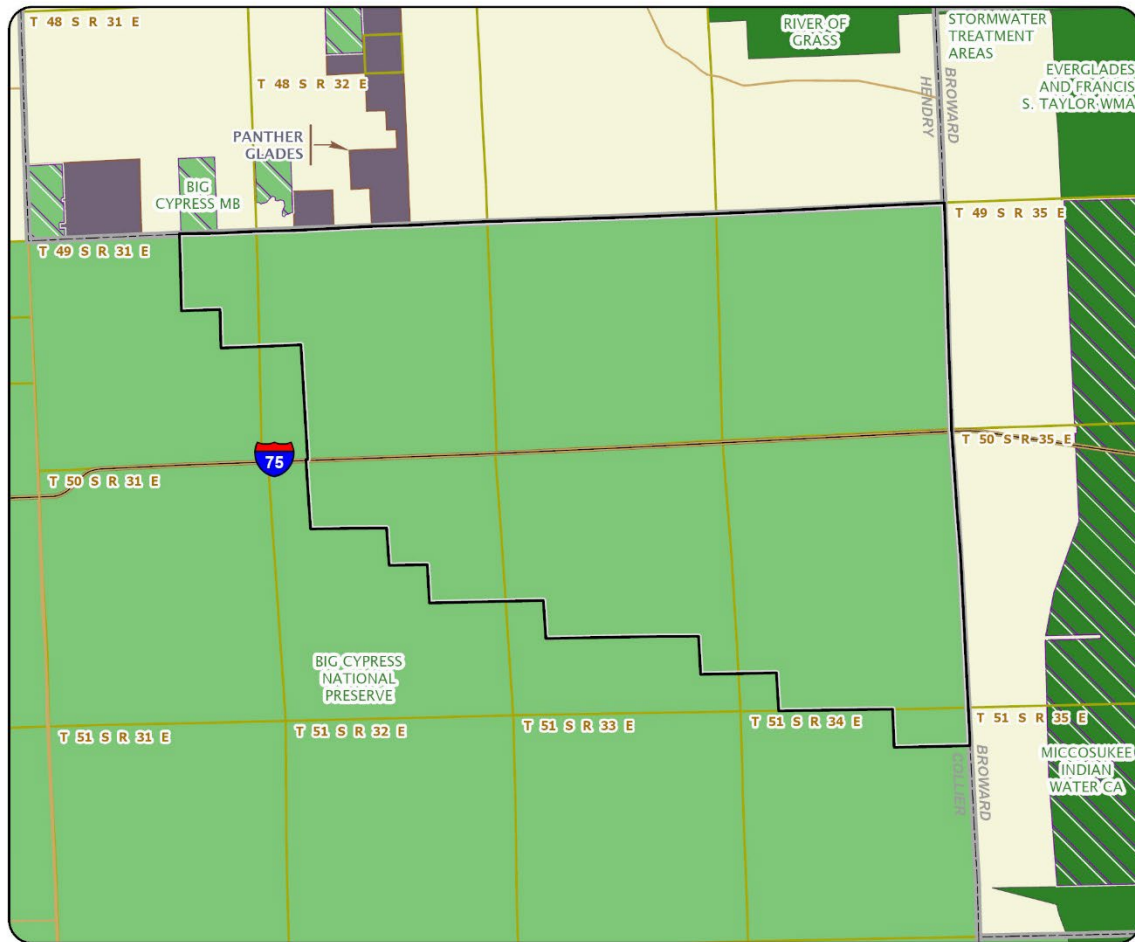 T 48 S R 31 E
RIVER OF
GRASS
STORMWATER
TREATMENT
AREAS
EVERGLADES
AND FRANCIS
S. TAYLOR WMA
T 48 S R 32 E
BROWARD
HENDRY
PANTHER
GLADES
BIG
CYPRESS MB
T 49 S R 31 E
T 49 S R 35 E
75
T 50 S R 31 E
T 50 S R 35 E
BIG CYPRESS
NATIONAL
PRESERVE
T 51 S R 31 E
T 51 S R 32 E
T 51 S R 33 E
T 51 S R 34 E
T 51 S R 35 E
BROWARD
COLLIER
MICCOSUKEE
INDIAN
WATER CA